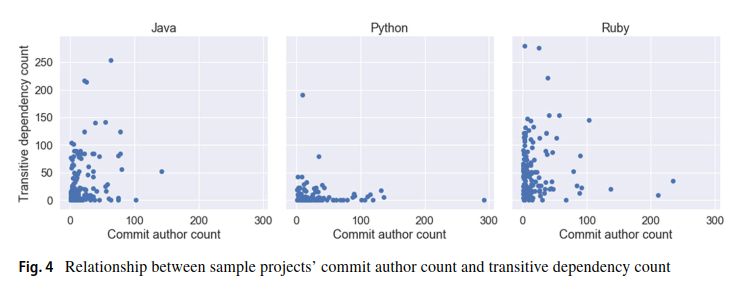 Java
Python
Ruby
Transitive dependency count
250
200
150
100
50
0
0 100 200 300
0 100 200 300
0 100 200 300
Commit author count
Commit author count
Commit author count
Fig. 4 Relationship between sample projects’ commit author count and transitive dependency count